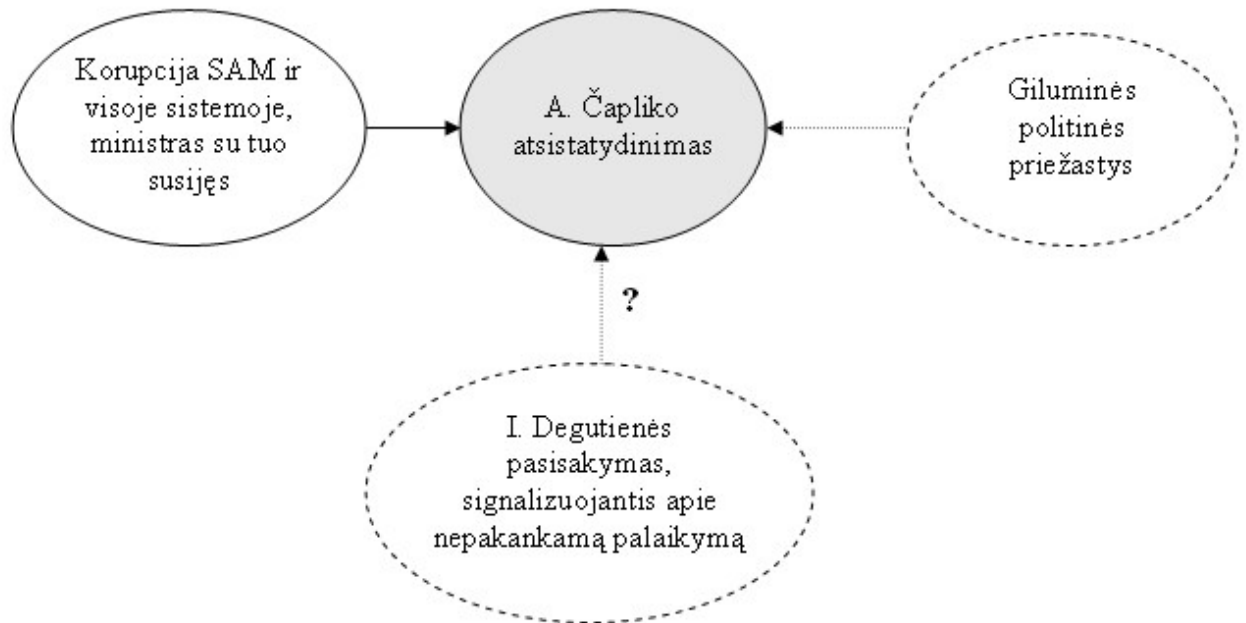 Korupcija SAM ir
visoje sistemoje,
ministras su tuo
susijęs
A. Čapliko
atsistatydinimas
Giluminės
politinės
priežastys
?
I. Degutienės
pasisakymas,
signalizuojantis apie
nepakankamą palaikymą